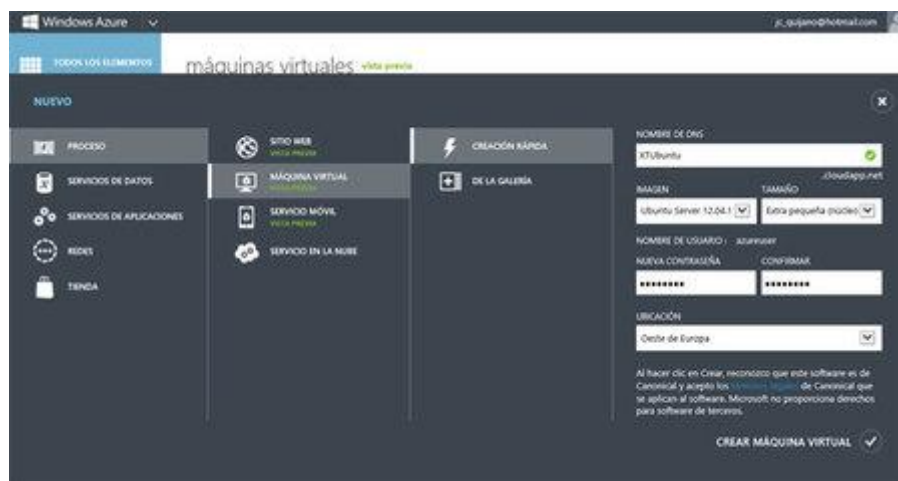 Windows Azure
jc_quijano@hotmail.com
TODOS LOS ELEMENTOS
máquinas virtuales vista previa
NUEVO
PROCESO
SERVICIOS DE DATOS
SERVICIOS DE APLICACIONES
REDES
TIENDA
SITIO WEB
VISTA PREVIA
MÁQUINA VIRTUAL
VISTA PREVIA
SERVICIO MÓVIL
VISTA PREVIA
SERVICIO EN LA NUBE
CREACIÓN RÁPIDA
DE LA GALERÍA
NOMBRE DE DNS
XTUbuntu
.cloudapp.net
IMAGEN
TAMAÑO
Ubuntu Server 12.04.1
Extra pequeña (núcleo
NOMBRE DE USUARIO: azureuser
NUEVA CONTRASEÑA
CONFIRMAR
••••••••
••••••••
UBICACIÓN
Oeste de Europa
Al hacer clic en Crear, reconozco que este software es de
Canonical y acepto los términos legales de Canonical que
se aplican al software. Microsoft no proporciona derechos
para software de terceros.
CREAR MÁQUINA VIRTUAL